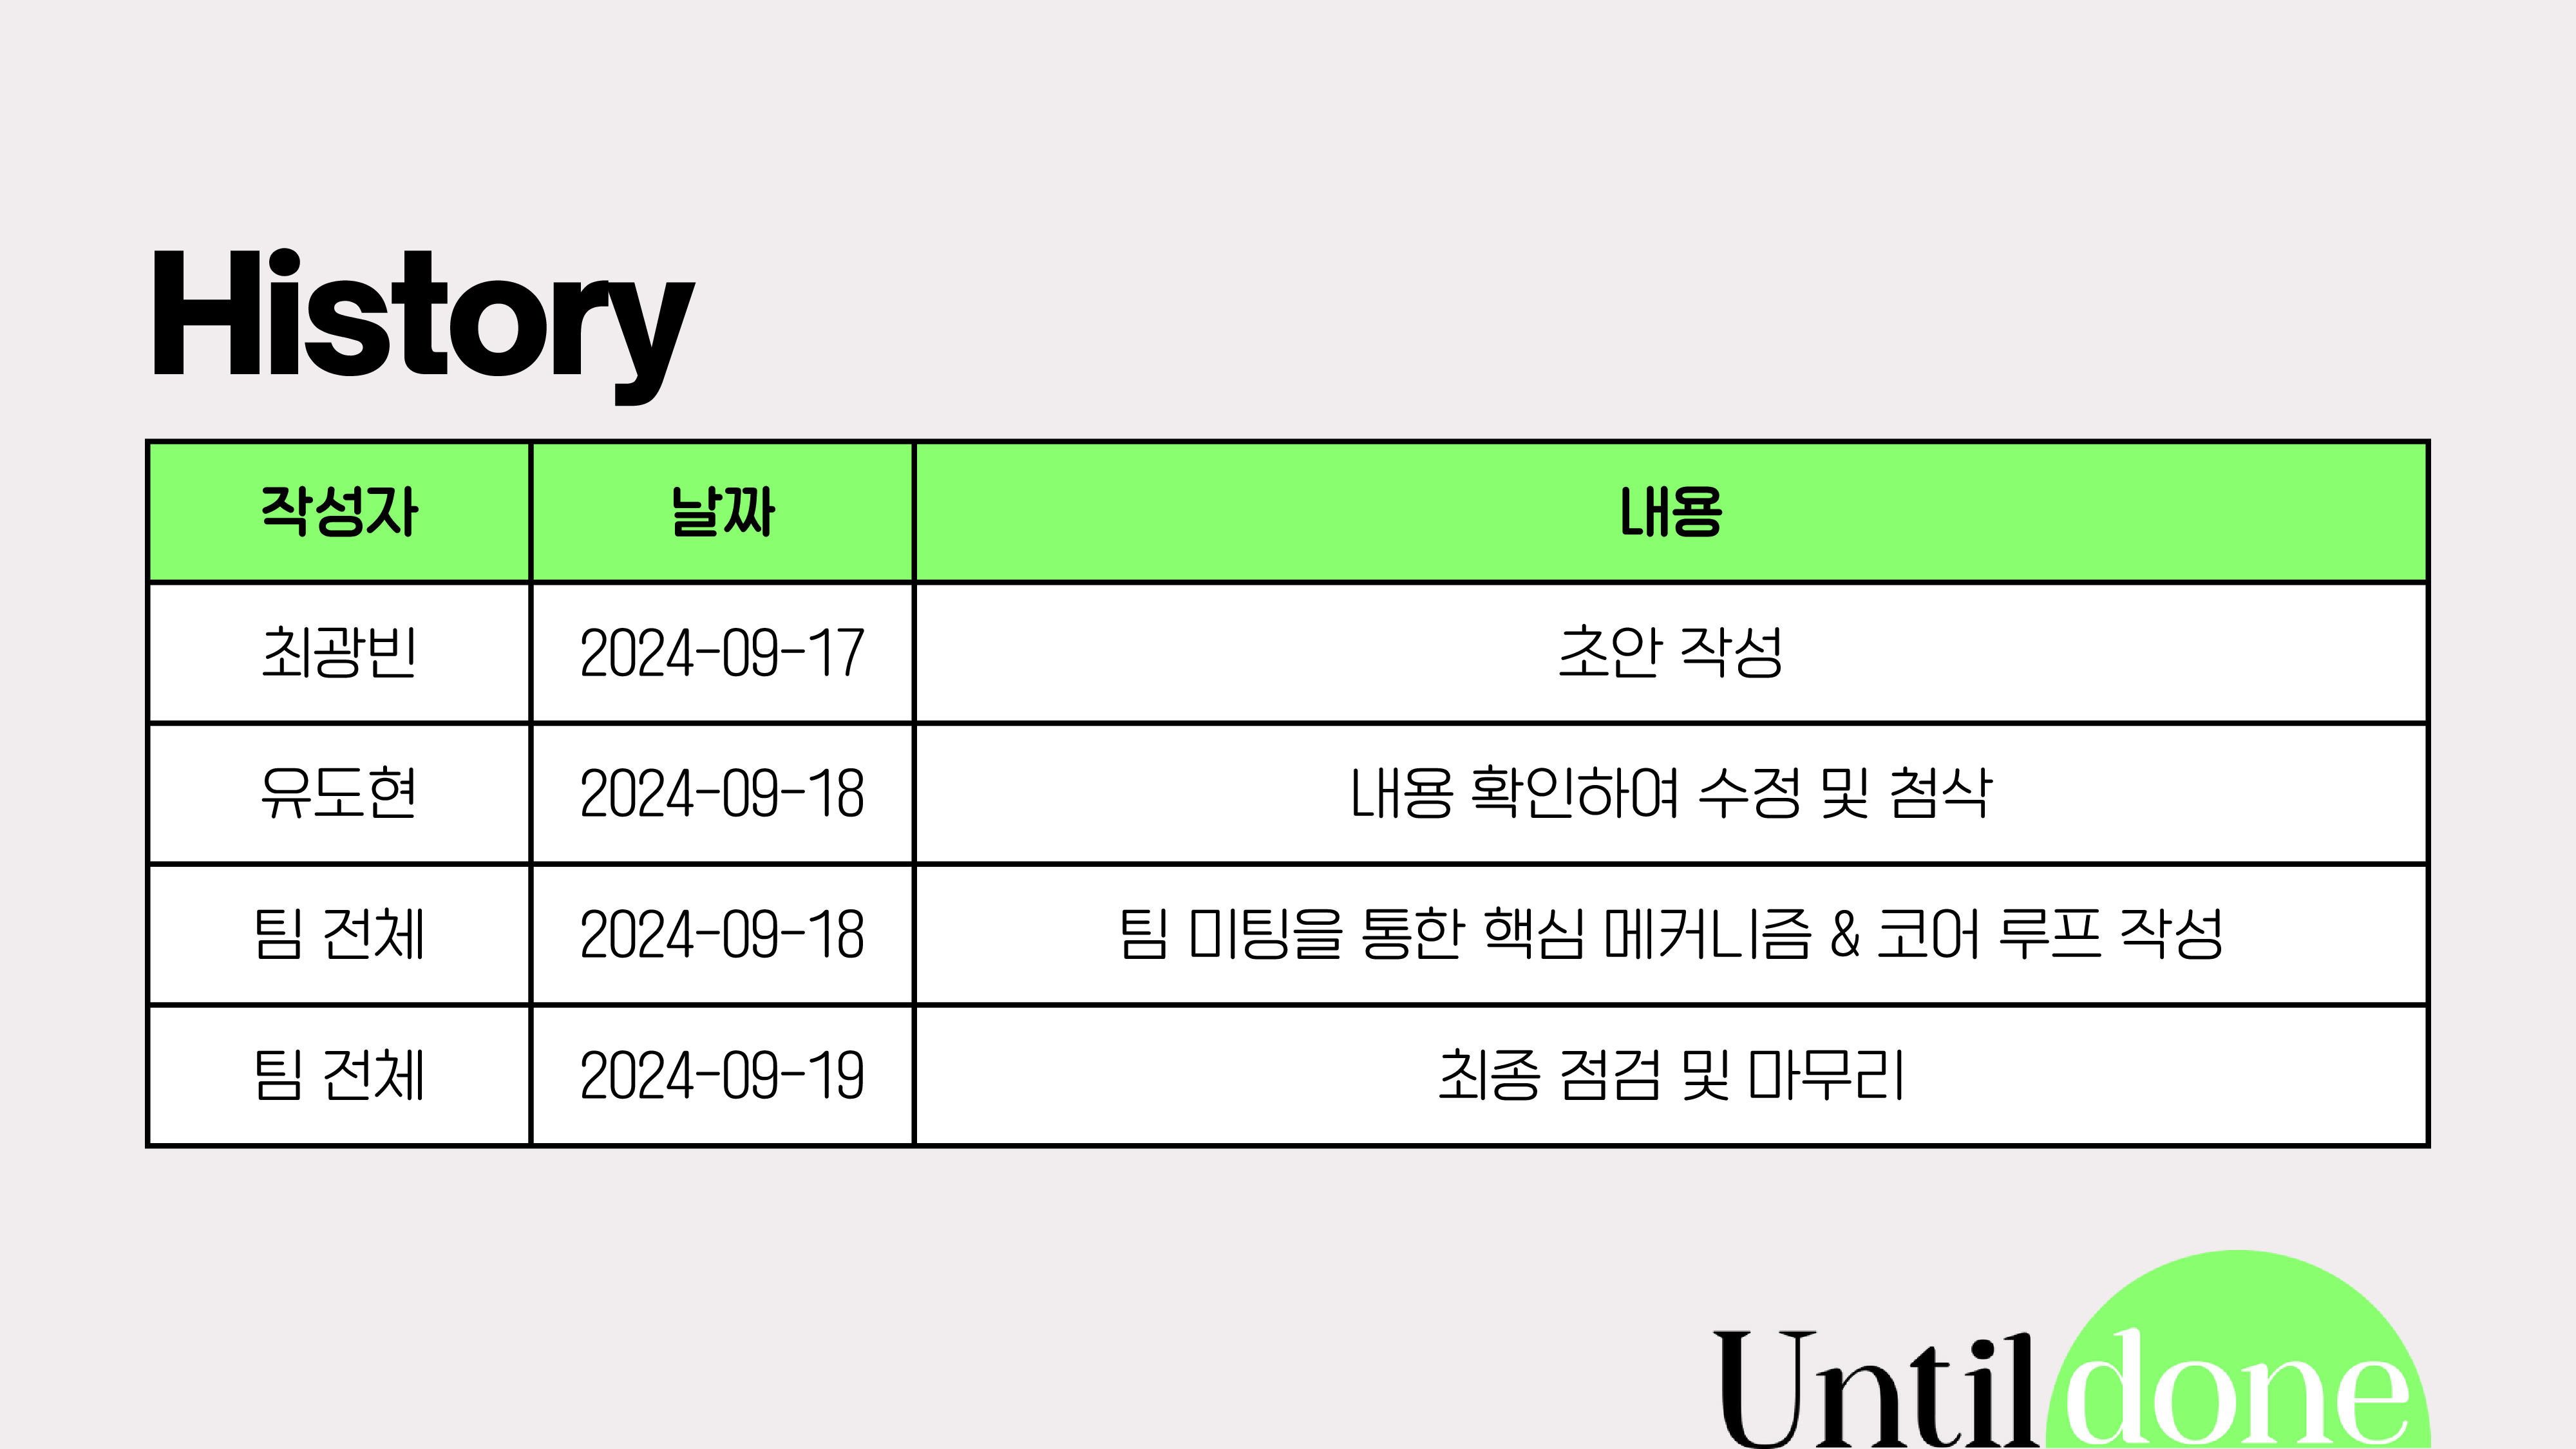 History
작성자 날짜 내용
최광빈 2024-09-17 초안 작성
유도현 2024-09-18 내용 확인하여 수정 및 첨삭
팀 전체 2024-09-18 팀 미팅을 통한 핵심 메커니즘 & 코어 루프 작성
팀 전체 2024-09-19 최종 점검 및 마무리
Until done